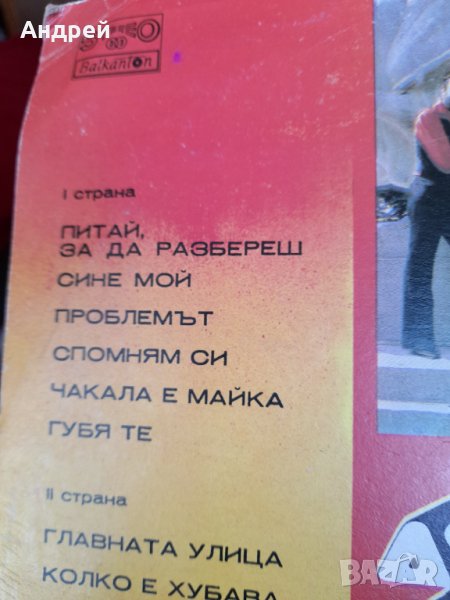 Андрей
Balkanton
I страна
ПИТАЙ,
ЗА ДА РАЗБЕРЕШ
СИНЕ МОЙ
ПРОБЛЕМЪТ
СПОМНЯМ СИ
ЧАКАЛА Е МАЙКА
ГУБЯ ТЕ
II страна
ГЛАВНАТА УЛИЦА
КОЛКО Е ХУБАВА
bazar